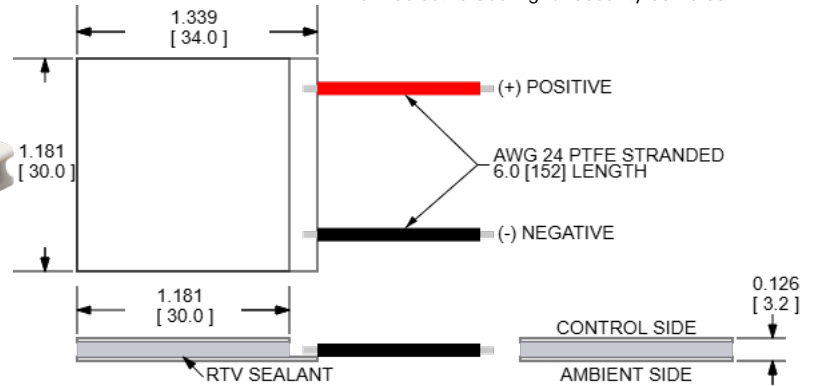 1.339
[ 34.0 ]
(+) POSITIVE
1.181
[ 30.0 ]
AWG 24 PTFE STRANDED
6.0 [152] LENGTH
(-) NEGATIVE
1.181
[ 30.0 ]
0.126
[ 3.2 ]
CONTROL SIDE
RTV SEALANT
AMBIENT SIDE